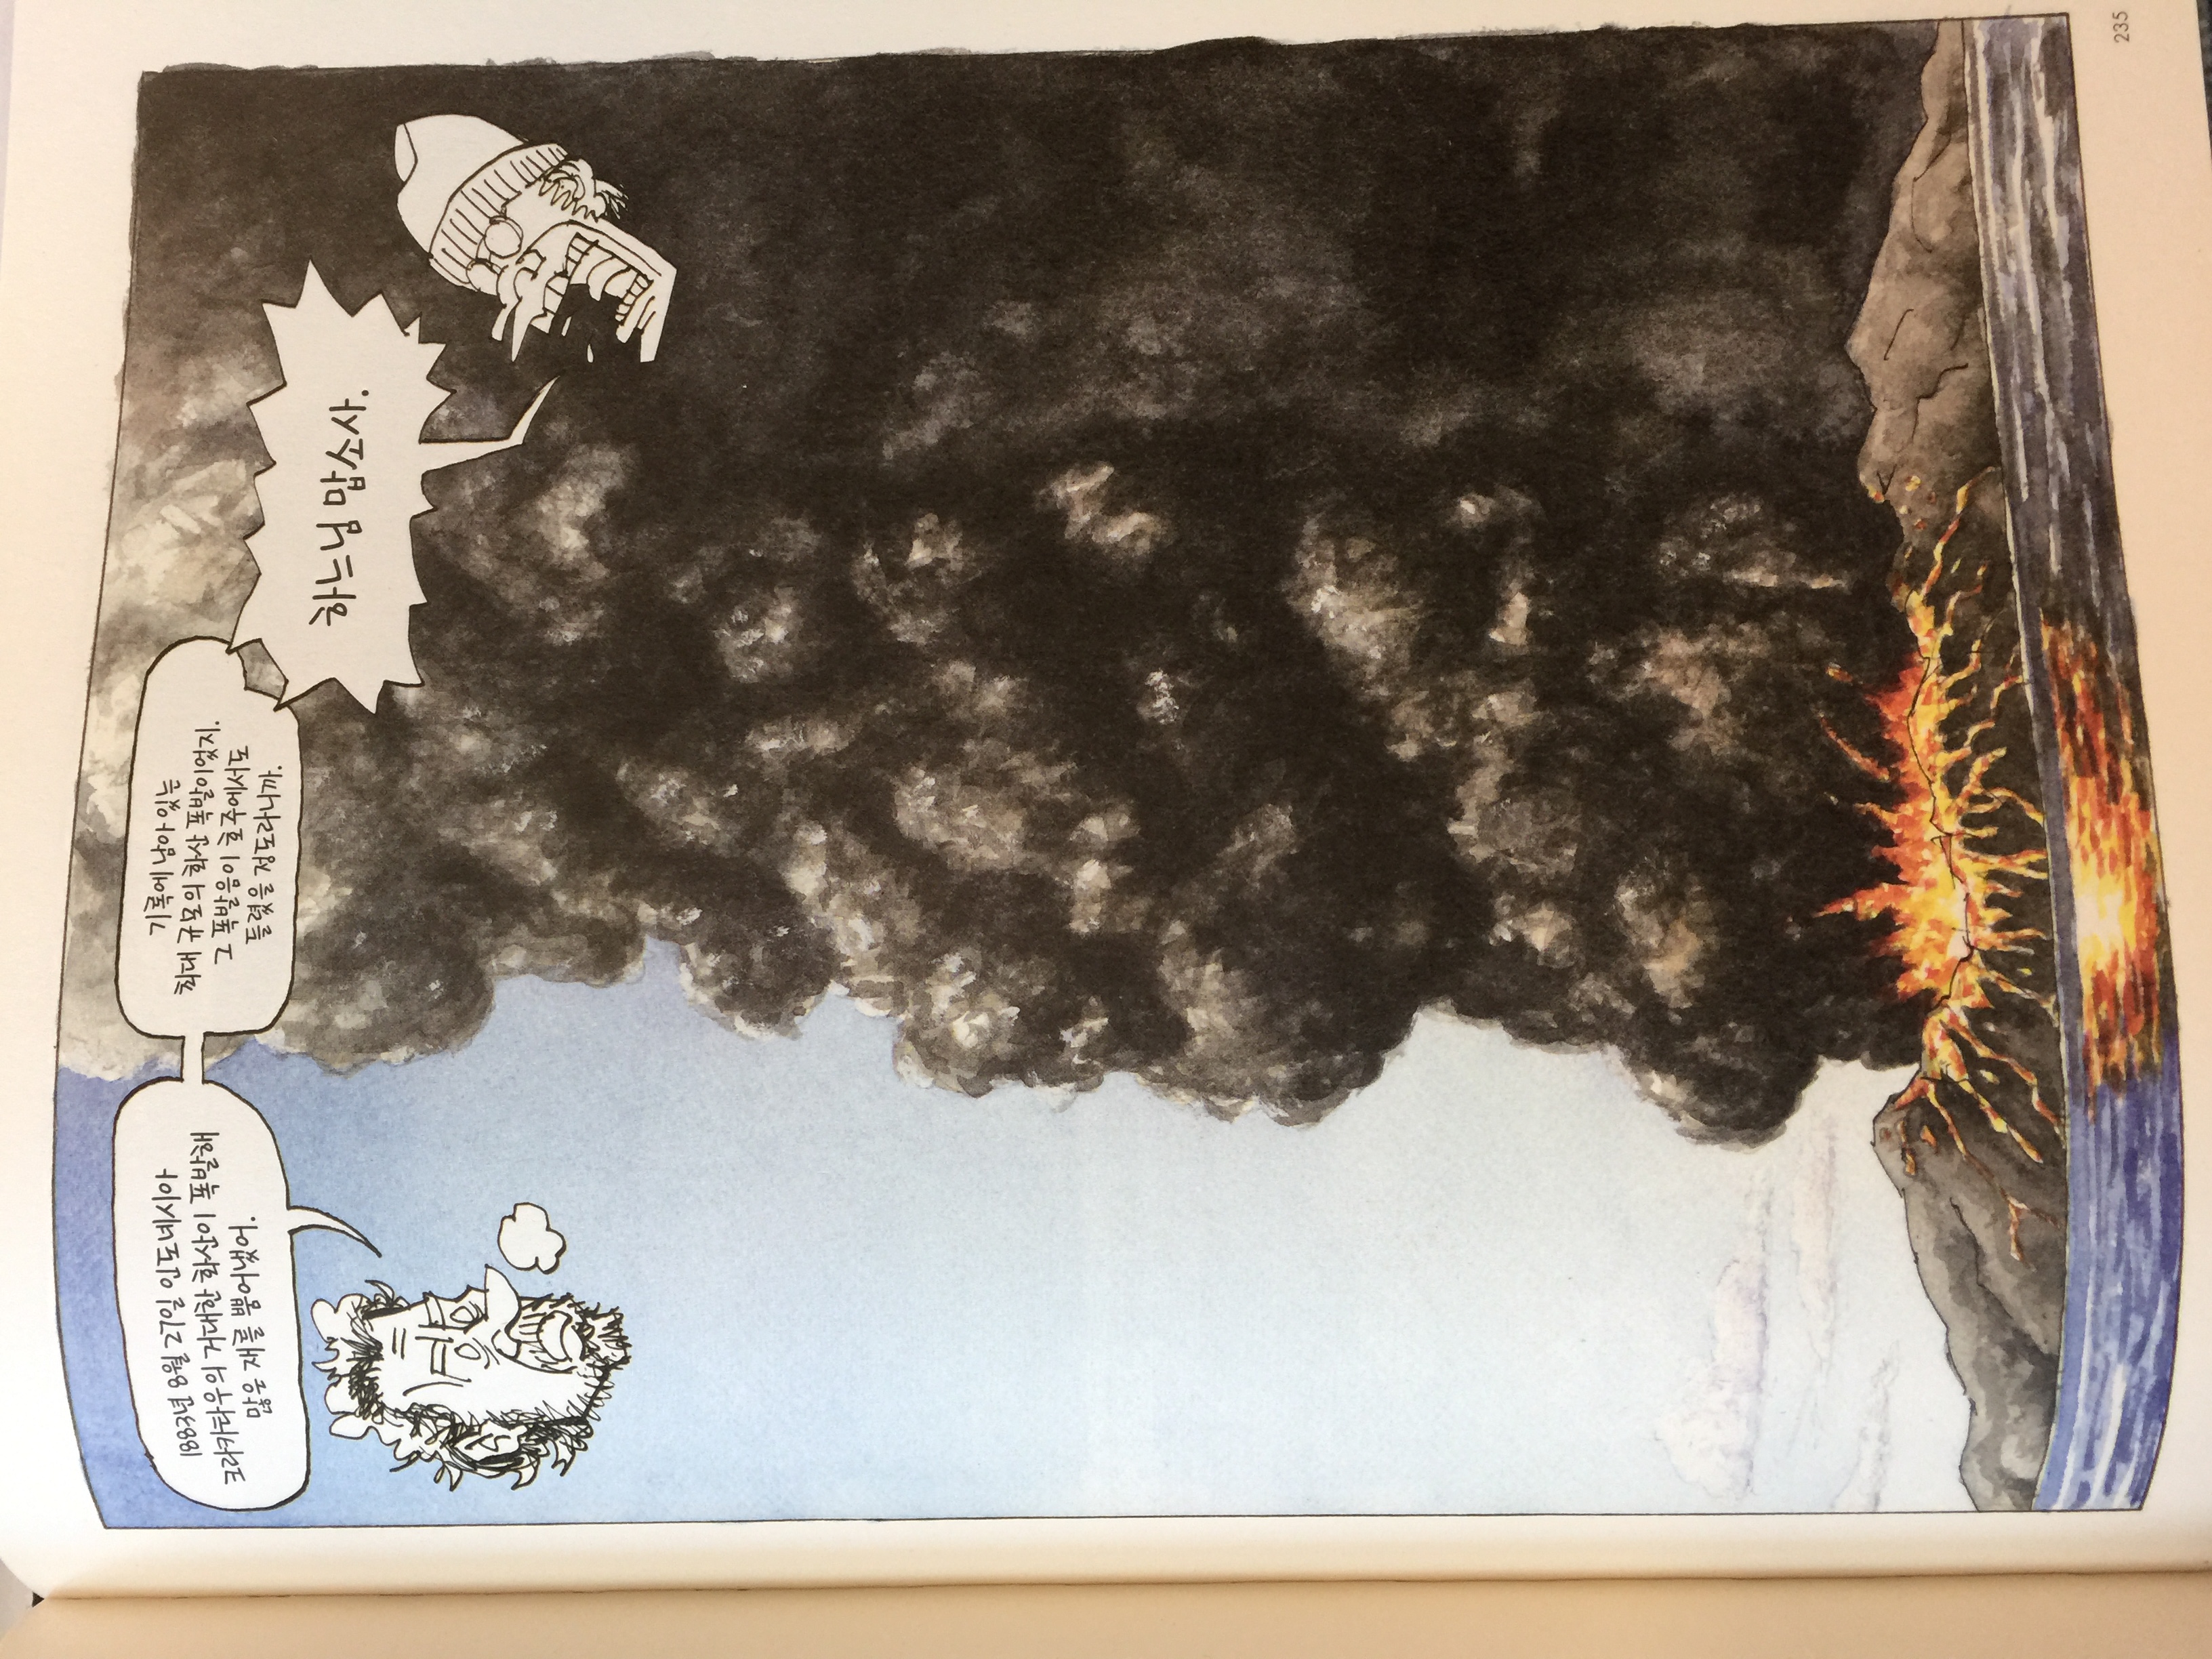 1883년 8월 27일 인도네시아
크라카타우의 거대한 화산이 폭발해
많은 재를 뿜어냈어.
기록에 남아 있는
최대 규모의 화산 폭발이었지.
그 폭발음이 호주에서도
들렸을 정도라니까.
하느님 맙소사.
235